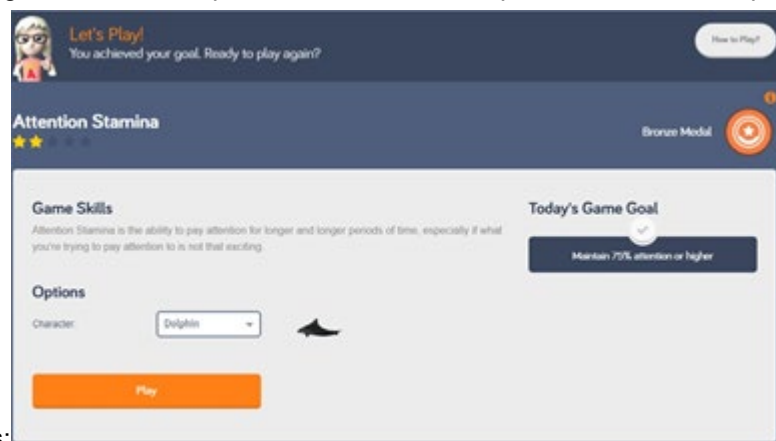 Let's Play!
You achieved your goal. Ready to play again?
How to Play?
A
Attention Stamina
Bronze Medal
Game Skills
Attention Stamina is the ability to pay attention for longer and longer periods of time, especially if what
you're trying to pay attention to is not that exciting.
Today's Game Goal
Maintain 75% attention or higher
Options
Character:
Dolphin
Play